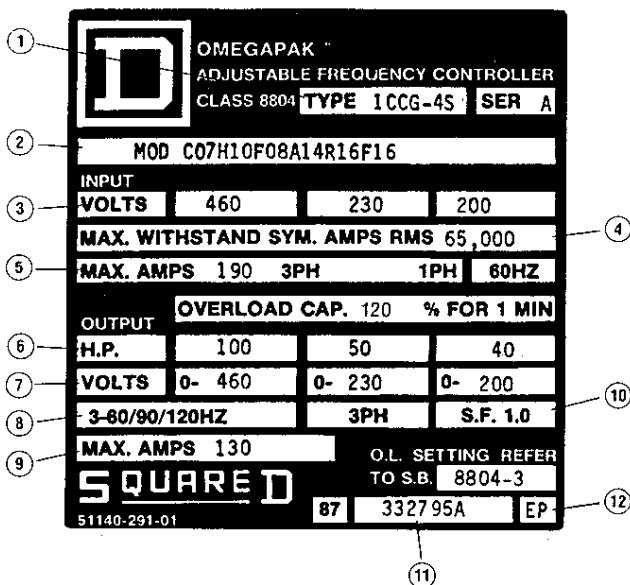 D
OMEGAPAK ™
1
ADJUSTABLE FREQUENCY CONTROLLER
CLASS 8804 TYPE 1CCG-4S SER A
2 MOD C07H10F08A14R16F16
INPUT
3 VOLTS 460 230 200
MAX. WITHSTAND SYM. AMPS RMS 65,000 4
5 MAX. AMPS 190 3PH 1PH 60HZ
OVERLOAD CAP. 120 % FOR 1 MIN
OUTPUT
6 H.P. 100 50 40
7 VOLTS 0- 460 0- 230 0- 200
8 3-60/90/120HZ 3PH S.F. 1.0 10
9 MAX. AMPS 130
O.L. SETTING REFER
TO S.B. 8804-3
SQUARE D
51140-291-01
87 332795A EP 12
11